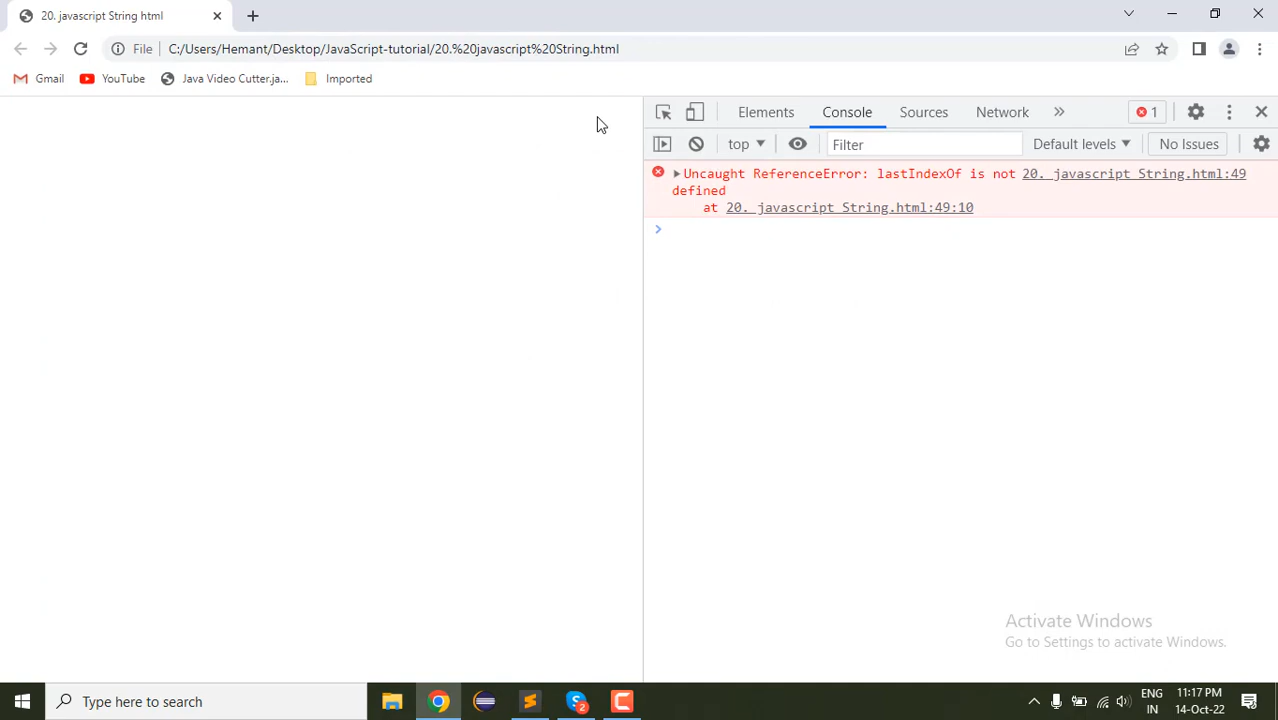 20. javascript String html
File
C:/Users/Hemant/Desktop/JavaScript-tutorial/20.%20javascript%20String.html
Gmail
YouTube
Java Video Cutter.ja...
Imported
Elements
Console
Sources
Network
1
top
Filter
Default levels
No Issues
Uncaught ReferenceError: lastIndexOf is not 20. javascript String.html:49
defined
at 20. javascript String.html:49:10
Activate Windows
Go to Settings to activate Windows.
Type here to search
2
ENG
IN
11:17 PM
14-Oct-22